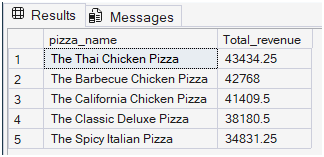 Results Messages
pizza_name Total_revenue
1 The Thai Chicken Pizza 43434.25
2 The Barbecue Chicken Pizza 42768
3 The California Chicken Pizza 41409.5
4 The Classic Deluxe Pizza 38180.5
5 The Spicy Italian Pizza 34831.25